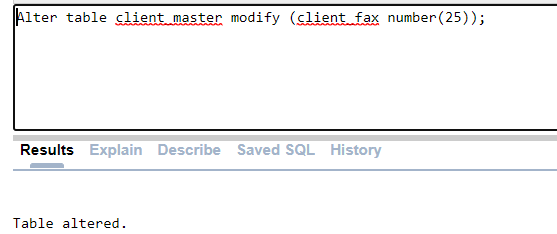 Alter table client_master modify (client_fax number(25));
Results Explain Describe Saved SQL History
Table altered.